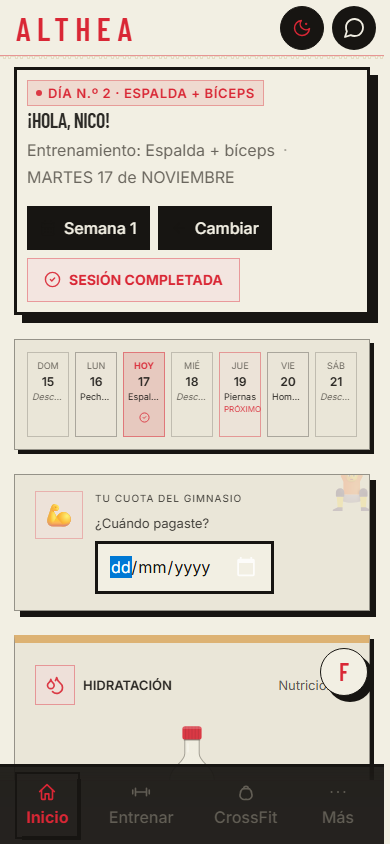 ALTHEA
DÍA N.º 2 · ESPALDA + BÍCEPS
¡HOLA, NICO!
Entrenamiento: Espalda + bíceps ·
MARTES 17 de NOVIEMBRE
Semana 1 Cambiar
SESIÓN COMPLETADA
DOM LUN HOY MIÉ JUE VIE SÁB
15 16 17 18 19 20 21
Desc... Pech... Espal... Desc... Piernas Hom... Desc...
PRÓXIMO
TU CUOTA DEL GIMNASIO
¿Cuándo pagaste?
dd/mm/yyyy
HIDRATACIÓN Nutrició
F
Inicio Entrenar CrossFit Más